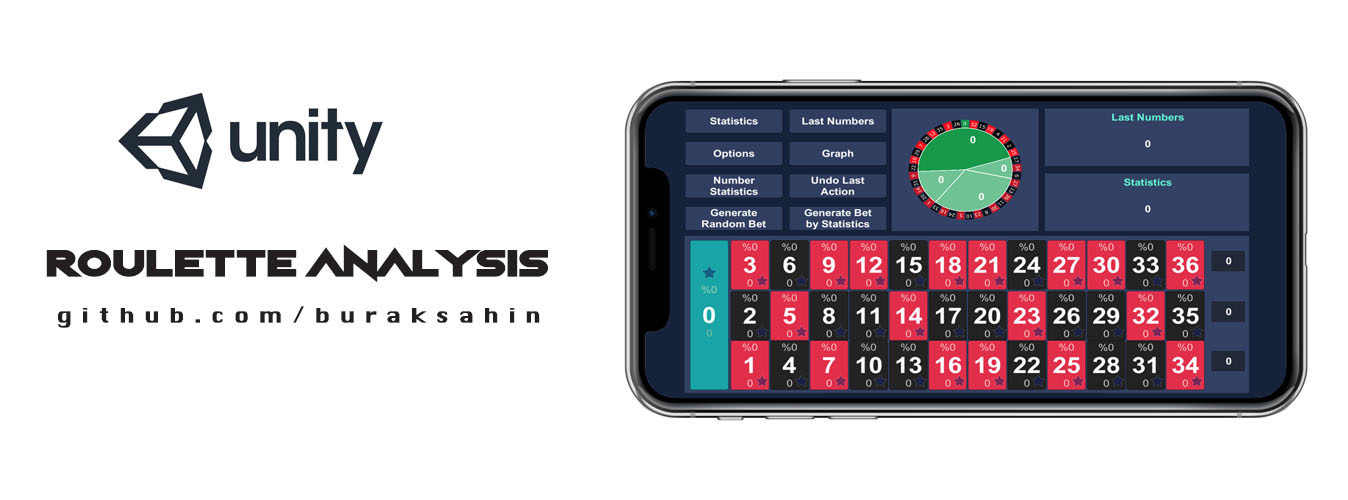 unity
ROULETTE ANALYSIS
github.com/buraksahin
Statistics
Last Numbers
Options
Graph
Number
Statistics
Undo Last
Action
Generate
Random Bet
Generate Bet
by Statistics
0
0
0
0
Last Numbers
0
Statistics
0
%0
0
0
%0 %0 %0 %0 %0 %0 %0 %0 %0 %0 %0 %0
3 6 9 12 15 18 21 24 27 30 33 36
0 0 0 0 0 0 0 0 0 0 0 0
0
%0 %0 %0 %0 %0 %0 %0 %0 %0 %0 %0 %0
2 5 8 11 14 17 20 23 26 29 32 35
0 0 0 0 0 0 0 0 0 0 0 0
0
%0 %0 %0 %0 %0 %0 %0 %0 %0 %0 %0 %0
1 4 7 10 13 16 19 22 25 28 31 34
0 0 0 0 0 0 0 0 0 0 0 0
0